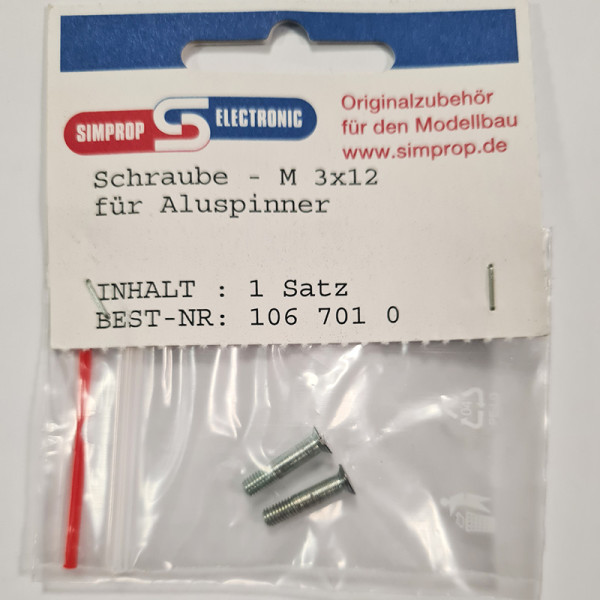 SIMPROP ELECTRONIC
Originalzubehör
für den Modellbau
www.simprop.de
Schraube - M 3x12
für Aluspinner
INHALT : 1 Satz
BEST-NR: 106 701 0